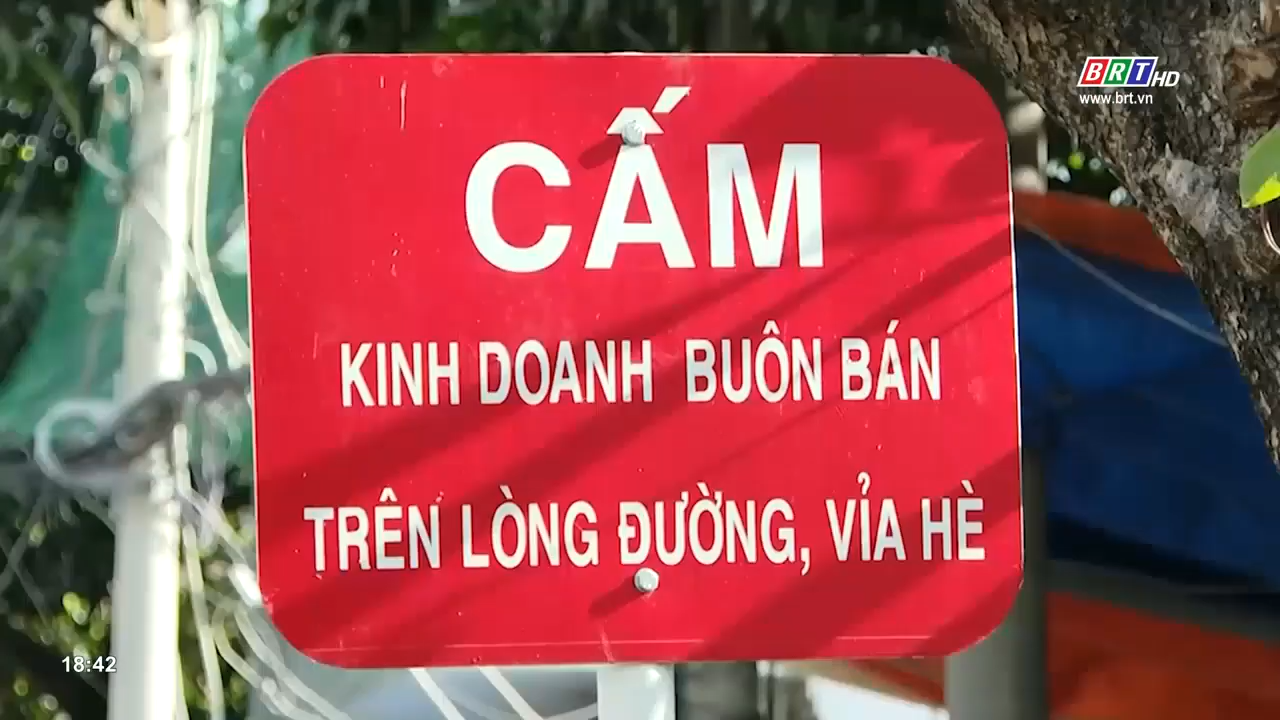 BRT HD
www.brt.vn
CẤM
KINH DOANH BUÔN BÁN
TRÊN LÒNG ĐƯỜNG, VỈA HÈ
18:42